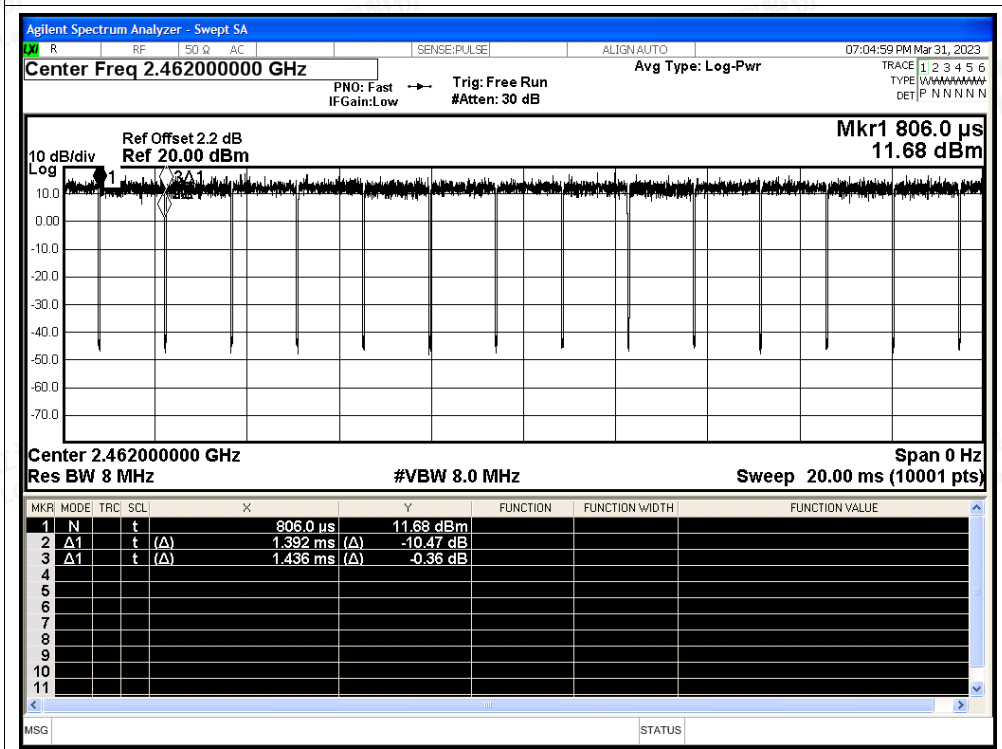 Agilent Spectrum Analyzer - Swept SA
LXI R RF 50 Ω AC SENSE:PULSE ALIGN AUTO 07:04:59 PM Mar 31, 2023
Center Freq 2.462000000 GHz
PNO: Fast
IFGain:Low
Trig: Free Run
#Atten: 30 dB
Avg Type: Log-Pwr
TRACE 1 2 3 4 5 6
TYPE
DET P N N N N N
Mkr1 806.0 µs
11.68 dBm
Ref Offset 2.2 dB
10 dB/div Ref 20.00 dBm
Log
1
3Δ1
10.0
0.00
-10.0
-20.0
-30.0
-40.0
-50.0
-60.0
-70.0
Center 2.462000000 GHz Span 0 Hz
Res BW 8 MHz #VBW 8.0 MHz Sweep 20.00 ms (10001 pts)
MKR MODE TRC SCL X Y FUNCTION FUNCTION WIDTH FUNCTION VALUE
1 N t 806.0 µs 11.68 dBm
2 Δ1 t (Δ) 1.392 ms (Δ) -10.47 dB
3 Δ1 t (Δ) 1.436 ms (Δ) -0.36 dB
4
5
6
7
8
9
10
11
MSG STATUS